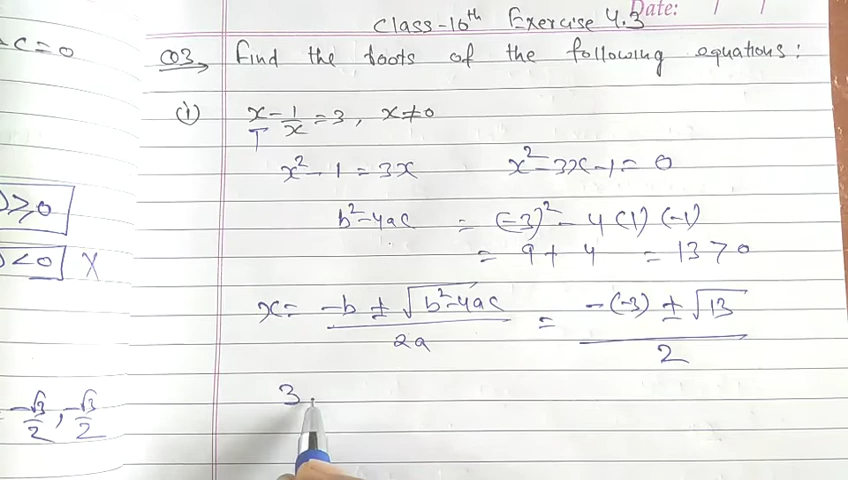 Date: / /
Class-10th Exercise 4.3
c=0
Q3, Find the roots of the following equations:
(i) x - 1/x = 3, x≠0
x² - 1 = 3x x² - 3x - 1 = 0
≥0
b² - 4ac = (-3)² - 4(1)(-1)
<0 X
= 9 + 4 = 13 > 0
x = -b ± √b²-4ac / 2a = -(-3) ± √13 / 2
3
-√3/2, -√3/2